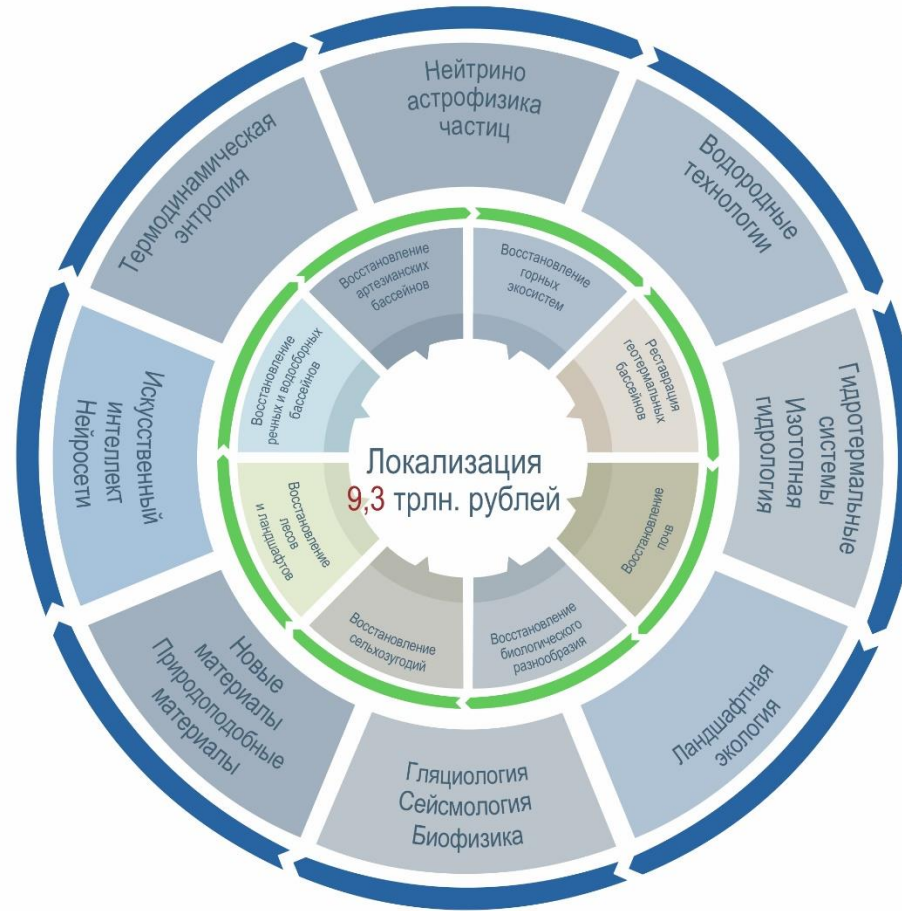 Нейтрино
астрофизика
частиц
Водородные
технологии
Гидротермальные
системы
Изотопная
гидрология
Ландшафтная
экология
Гляциология
Сейсмология
Биофизика
Новые
материалы
Природоподобные
материалы
Искусственный
интеллект
Нейросети
Термодинамическая
энтропия
Восстановление
артезианских
бассейнов
Восстановление
горных
экосистем
Реставрация
геотермальных
бассейнов
Восстановление
почв
Восстановление
биологического
разнообразия
Восстановление
сельхозугодий
Восстановление
лесов
и ландшафтов
Восстановление
речных и водосборных
бассейнов
Локализация
9,3 трлн. рублей